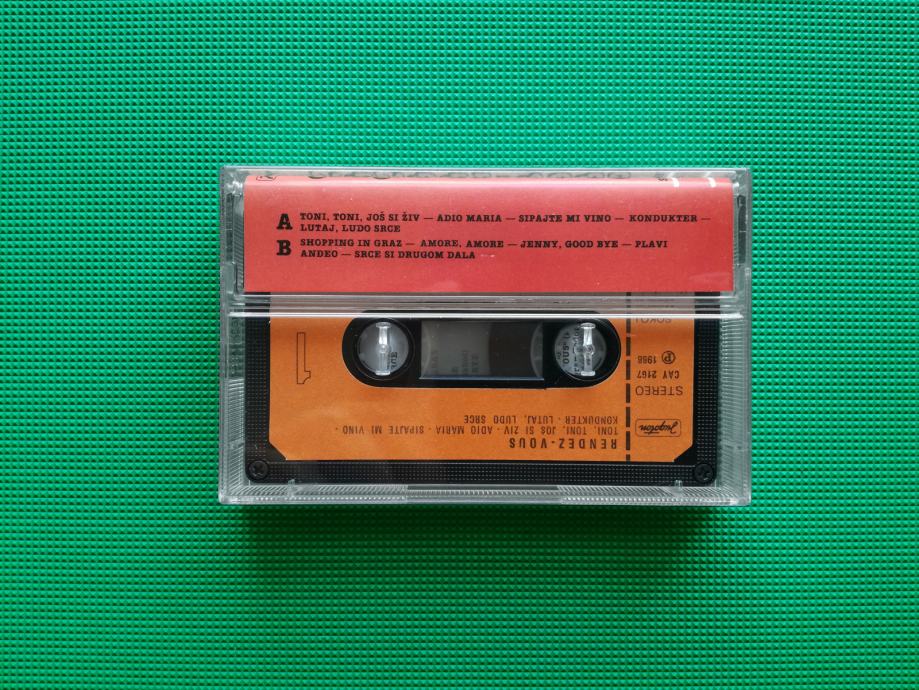 A TONI, TONI, JOŠ SI ŽIV — ADIO MARIA — SIPAJTE MI VINO — KONDUKTER —
LUTAJ, LUDO SRCE
B SHOPPING IN GRAZ — AMORE, AMORE — JENNY, GOOD BYE — PLAVI
ANĐEO — SRCE SI DRUGOM DALA
RENDEZ-VOUS
TONI, TONI, JOŠ SI ŽIV · ADIO MARIA · SIPAJTE MI VINO ·
KONDUKTER · LUTAJ, LUDO SRCE
Jugoton
STEREO
CAY 2167
Ⓟ 1988
SOKOJ
1